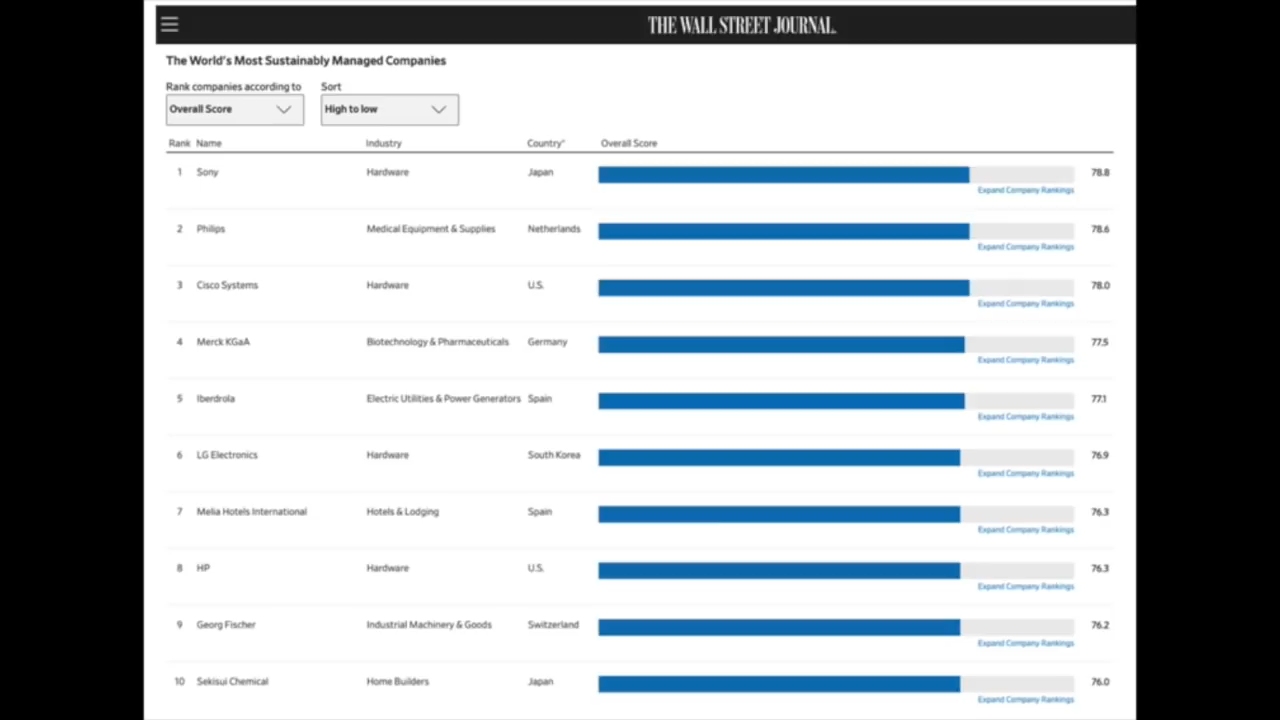 THE WALL STREET JOURNAL.
The World's Most Sustainably Managed Companies
Rank companies according to Sort
Overall Score High to low
Rank Name Industry Country* Overall Score
1 Sony Hardware Japan 78.8
Expand Company Rankings
2 Philips Medical Equipment & Supplies Netherlands 78.6
Expand Company Rankings
3 Cisco Systems Hardware U.S. 78.0
Expand Company Rankings
4 Merck KGaA Biotechnology & Pharmaceuticals Germany 77.5
Expand Company Rankings
5 Iberdrola Electric Utilities & Power Generators Spain 77.1
Expand Company Rankings
6 LG Electronics Hardware South Korea 76.9
Expand Company Rankings
7 Melia Hotels International Hotels & Lodging Spain 76.3
Expand Company Rankings
8 HP Hardware U.S. 76.3
Expand Company Rankings
9 Georg Fischer Industrial Machinery & Goods Switzerland 76.2
Expand Company Rankings
10 Sekisui Chemical Home Builders Japan 76.0
Expand Company Rankings